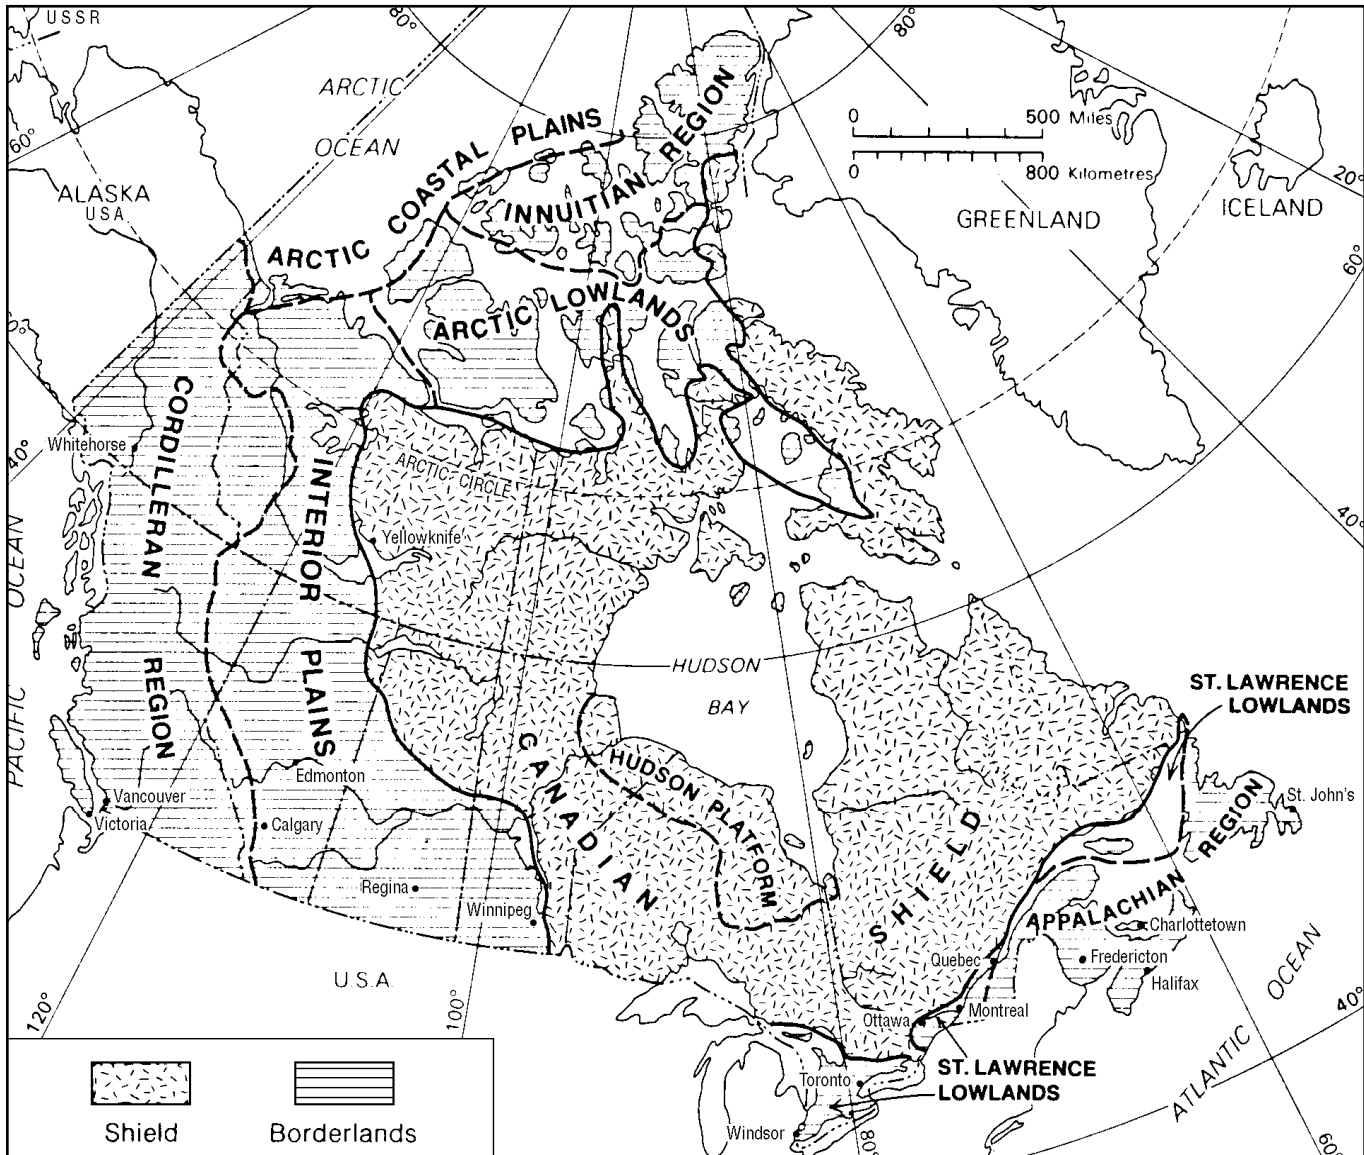 USSR
80°
80°
ARCTIC
OCEAN
60°
ALASKA
USA
ARCTIC COASTAL PLAINS
INNUITIAN REGION
0 500 Miles
0 800 Kilometres
GREENLAND
ICELAND
20°
60°
ARCTIC LOWLANDS
CORDILLERAN REGION
Whitehorse
40°
INTERIOR PLAINS
ARCTIC CIRCLE
Yellowknife
40°
PACIFIC OCEAN
HUDSON
BAY
ST. LAWRENCE
LOWLANDS
CANADIAN SHIELD
HUDSON PLATFORM
Edmonton
Vancouver
Victoria
Calgary
St. John's
APPALACHIAN REGION
Regina
Winnipeg
Charlottetown
Quebec
Fredericton
Halifax
U.S.A.
Ottawa
Montreal
ATLANTIC OCEAN
40°
120°
100°
ST. LAWRENCE
LOWLANDS
Toronto
Windsor
80°
60°
Shield
Borderlands